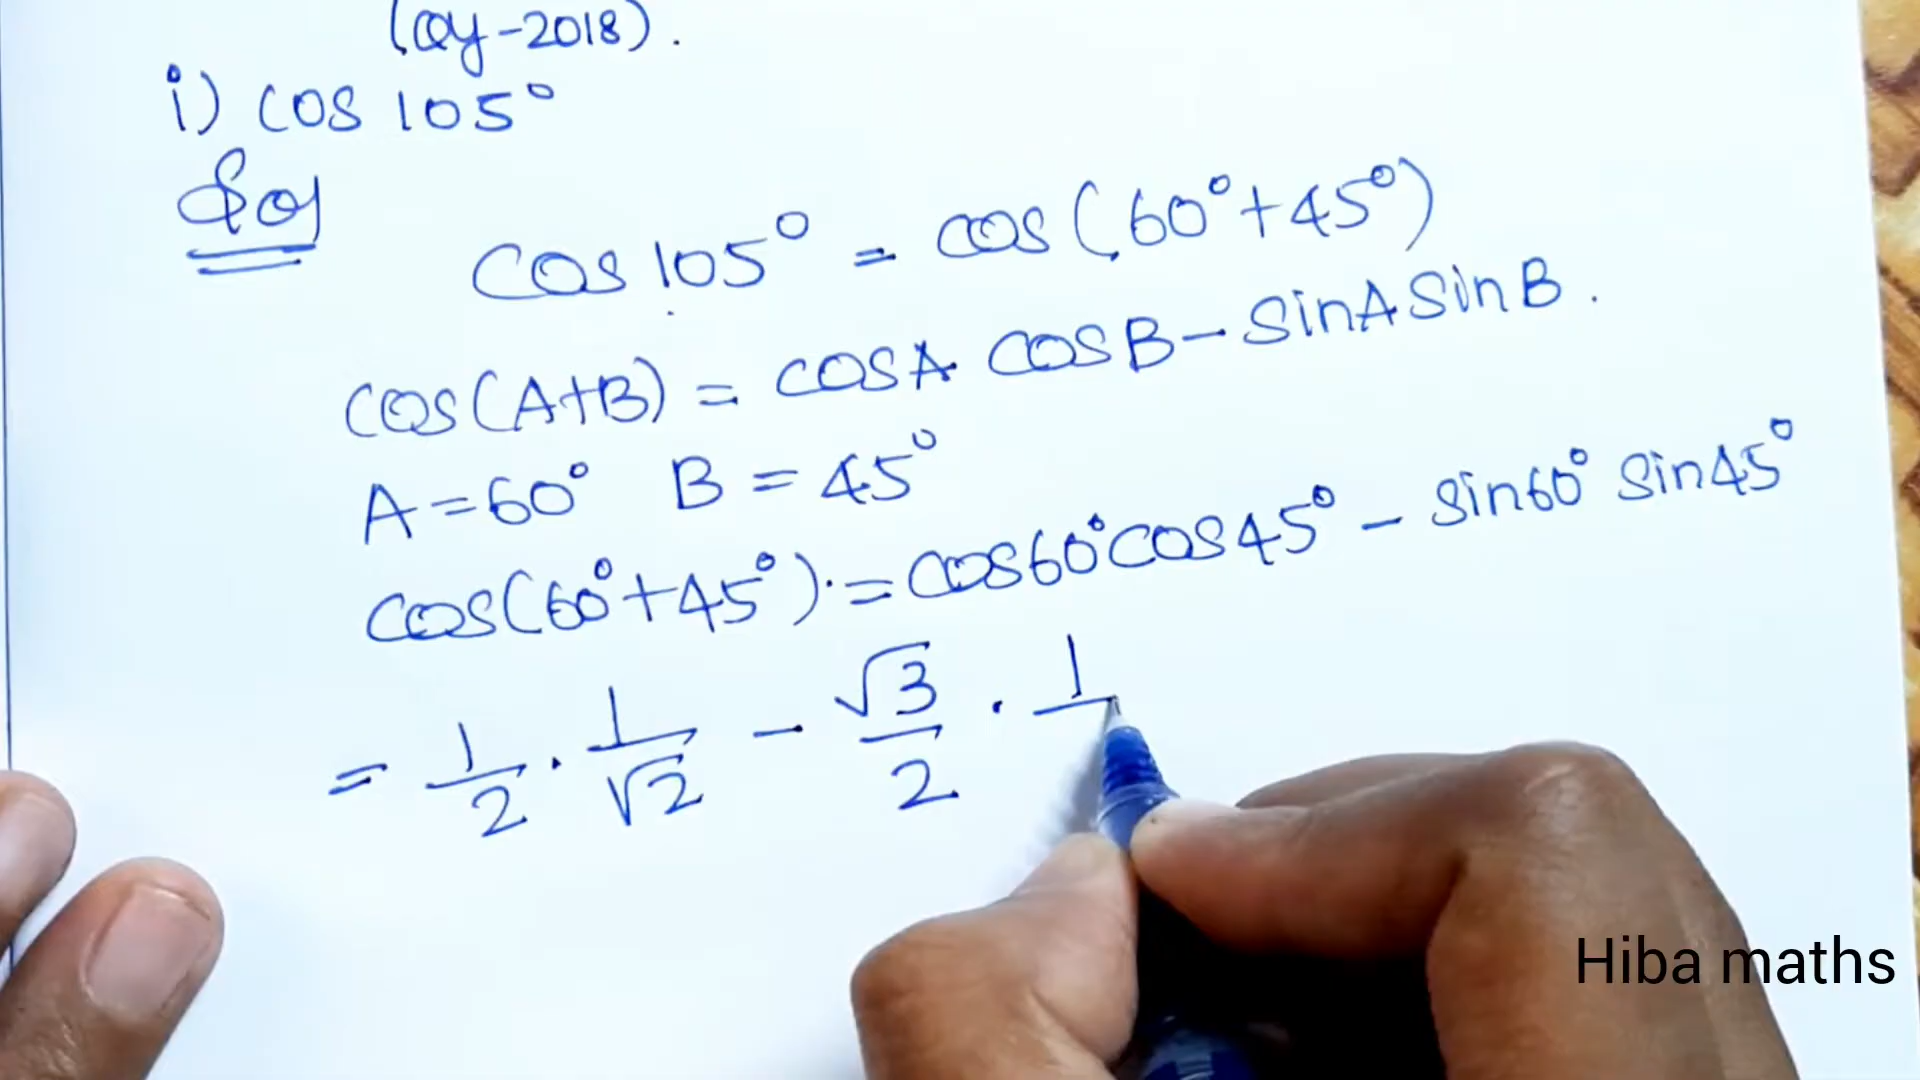 (QY-2018).
i) cos 105°
Sol
cos 105° = cos (60°+45°)
cos(A+B) = cosA cosB-sinA sinB.
A=60° B=45°
cos(60°+45°).=cos60°cos45° - sin60° sin45°
= 1/2 . 1/√2 - √3/2 . 1/
Hiba maths